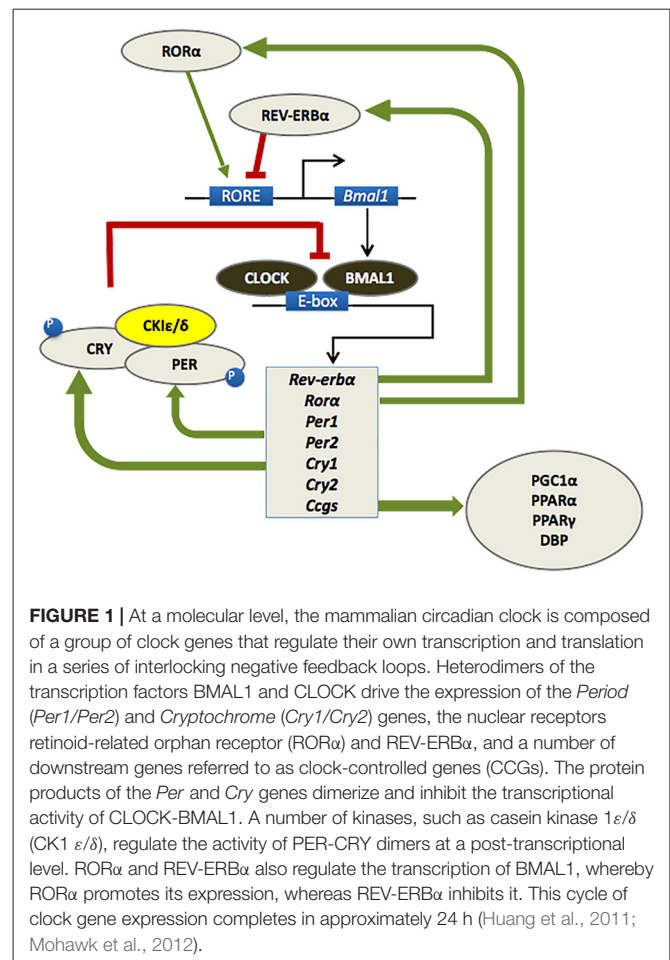 RORα
REV-ERBα
RORE
Bmal1
CLOCK
BMAL1
E-box
P
CKIε/δ
CRY
PER
P
Rev-erbα
Rorα
Per1
Per2
Cry1
Cry2
Ccgs
PGC1α
PPARα
PPARγ
DBP
FIGURE 1 | At a molecular level, the mammalian circadian clock is composed
of a group of clock genes that regulate their own transcription and translation
in a series of interlocking negative feedback loops. Heterodimers of the
transcription factors BMAL1 and CLOCK drive the expression of the Period
(Per1/Per2) and Cryptochrome (Cry1/Cry2) genes, the nuclear receptors
retinoid-related orphan receptor (RORα) and REV-ERBα, and a number of
downstream genes referred to as clock-controlled genes (CCGs). The protein
products of the Per and Cry genes dimerize and inhibit the transcriptional
activity of CLOCK-BMAL1. A number of kinases, such as casein kinase 1ε/δ
(CK1 ε/δ), regulate the activity of PER-CRY dimers at a post-transcriptional
level. RORα and REV-ERBα also regulate the transcription of BMAL1, whereby
RORα promotes its expression, whereas REV-ERBα inhibits it. This cycle of
clock gene expression completes in approximately 24 h (Huang et al., 2011;
Mohawk et al., 2012).